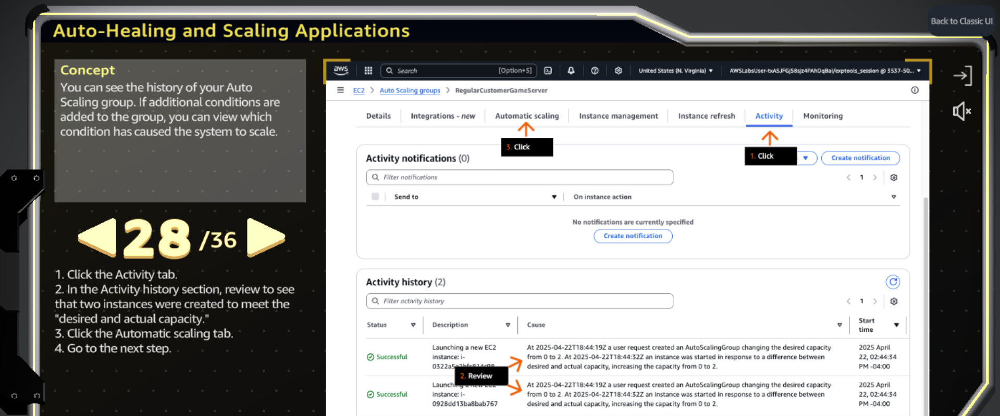 Back to Classic UI
Auto-Healing and Scaling Applications
Concept
You can see the history of your Auto
Scaling group. If additional conditions are
added to the group, you can view which
condition has caused the system to scale.
28 /36
1. Click the Activity tab.
2. In the Activity history section, review to see
that two instances were created to meet the
"desired and actual capacity."
3. Click the Automatic scaling tab.
4. Go to the next step.
aws Search [Option+S] United States (N. Virginia) AWSLabsUser-txASJFGjS8sjz4PAhDqBai/exptools_session @ 3537-50...
EC2 > Auto Scaling groups > RegularCustomerGameServer
Details Integrations - new Automatic scaling Instance management Instance refresh Activity Monitoring
3. Click
1. Click
Activity notifications (0) Create notification
Filter notifications 1
Send to On instance action
No notifications are currently specified
Create notification
Activity history (2)
Filter activity history 1
Status Description Cause Start
time
Successful
Launching a new EC2
instance: i-
At 2025-04-22T18:44:19Z a user request created an AutoScalingGroup changing the desired capacity
from 0 to 2. At 2025-04-22T18:44:32Z an instance was started in response to a difference between
desired and actual capacity, increasing the capacity from 0 to 2.
2025 April
22, 02:44:34
PM -04:00
2. Review
Successful
instance: i-
0928dd13ba8bab767
At 2025-04-22T18:44:19Z a user request created an AutoScalingGroup changing the desired capacity
from 0 to 2. At 2025-04-22T18:44:32Z an instance was started in response to a difference between
desired and actual capacity, increasing the capacity from 0 to 2.
2025 April
22, 02:44:34
PM -04:00